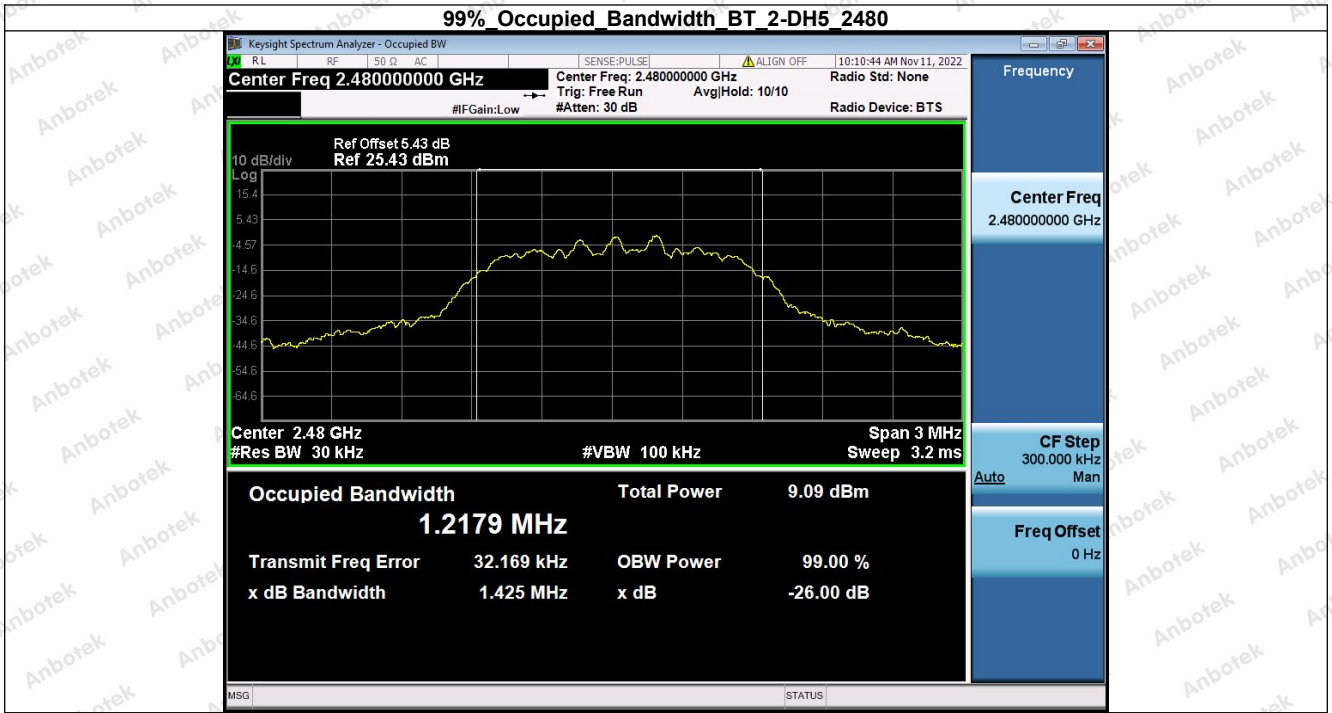 99%_Occupied_Bandwidth_BT_2-DH5_2480
Keysight Spectrum Analyzer - Occupied BW
LXI RL RF 50 Ω AC SENSE:PULSE ALIGN OFF 10:10:44 AM Nov 11, 2022
Center Freq 2.480000000 GHz
Center Freq: 2.480000000 GHz
Radio Std: None
Trig: Free Run Avg|Hold: 10/10
#IFGain:Low
#Atten: 30 dB
Radio Device: BTS
Frequency
Ref Offset 5.43 dB
10 dB/div Ref 25.43 dBm
Log
15.4
5.43
-4.57
-14.6
-24.6
-34.6
-44.6
-54.6
-64.6
Center 2.48 GHz Span 3 MHz
#Res BW 30 kHz #VBW 100 kHz Sweep 3.2 ms
Center Freq
2.480000000 GHz
CF Step
300.000 kHz
Auto Man
Freq Offset
0 Hz
Occupied Bandwidth Total Power 9.09 dBm
1.2179 MHz
Transmit Freq Error 32.169 kHz OBW Power 99.00 %
x dB Bandwidth 1.425 MHz x dB -26.00 dB
MSG STATUS
Anbotek